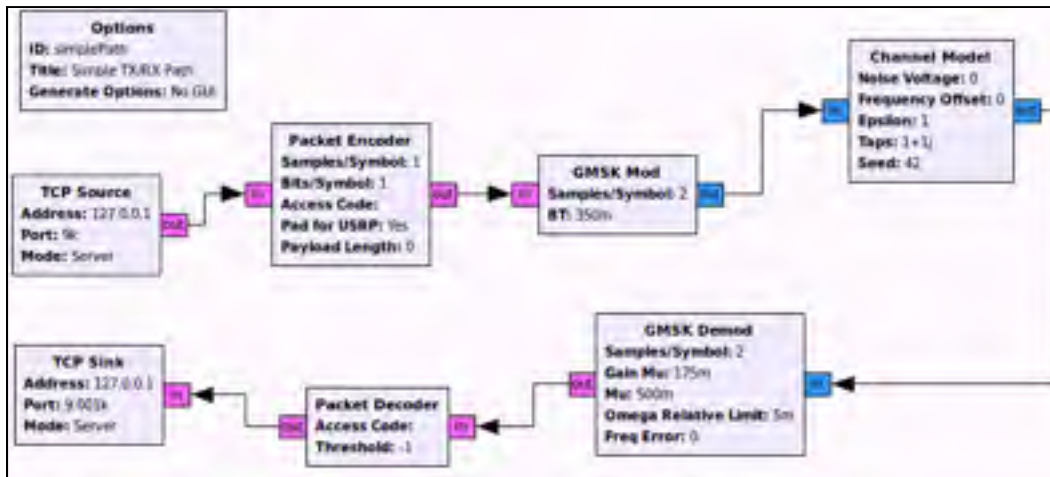 Options
ID: simplePath
Title: Simple TX/RX Path
Generate Options: No GUI
TCP Source
Address: 127.0.0.1
Port: 9k
Mode: Server
out
in
Packet Encoder
Samples/Symbol: 1
Bits/Symbol: 1
Access Code:
Pad for USRP: Yes
Payload Length: 0
out
in
GMSK Mod
Samples/Symbol: 2
BT: 350m
out
in
Channel Model
Noise Voltage: 0
Frequency Offset: 0
Epsilon: 1
Taps: 1+1j
Seed: 42
out
TCP Sink
Address: 127.0.0.1
Port: 9.001k
Mode: Server
in
out
Packet Decoder
Access Code:
Threshold: -1
in
out
GMSK Demod
Samples/Symbol: 2
Gain Mu: 175m
Mu: 500m
Omega Relative Limit: 5m
Freq Error: 0
in